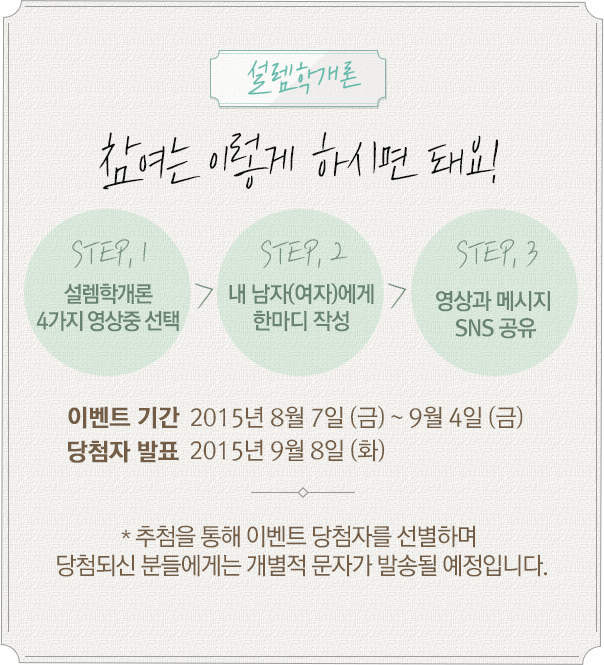 설렘학개론
참여는 이렇게 하시면 돼요!
STEP, 1
설렘학개론
4가지 영상중 선택
>
STEP, 2
내 남자(여자)에게
한마디 작성
>
STEP, 3
영상과 메시지
SNS 공유
이벤트 기간 2015년 8월 7일 (금) ~ 9월 4일 (금)
당첨자 발표 2015년 9월 8일 (화)
* 추첨을 통해 이벤트 당첨자를 선별하며
당첨되신 분들에게는 개별적 문자가 발송될 예정입니다.